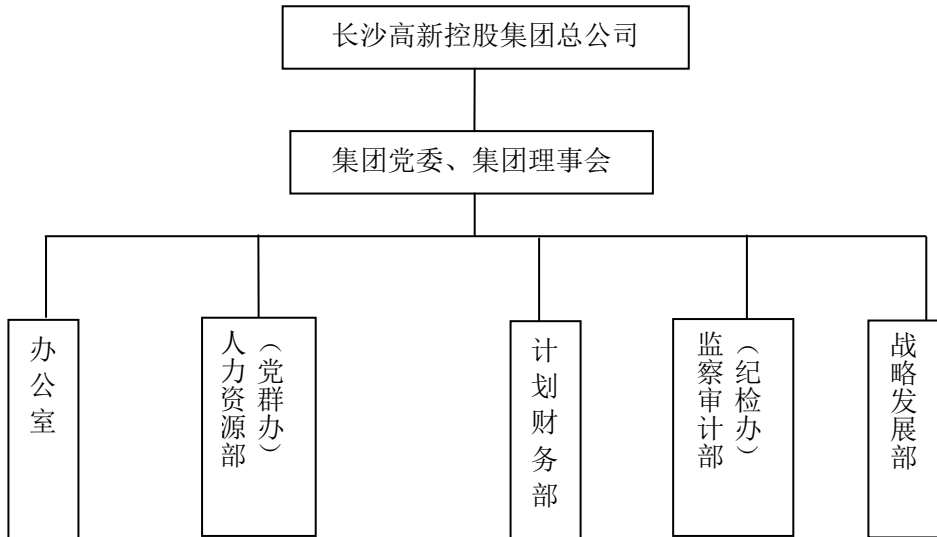 长沙高新控股集团总公司
集团党委、集团理事会
办公室
人力资源部
（党群办）
计划财务部
监察审计部
（纪检办）
战略发展部